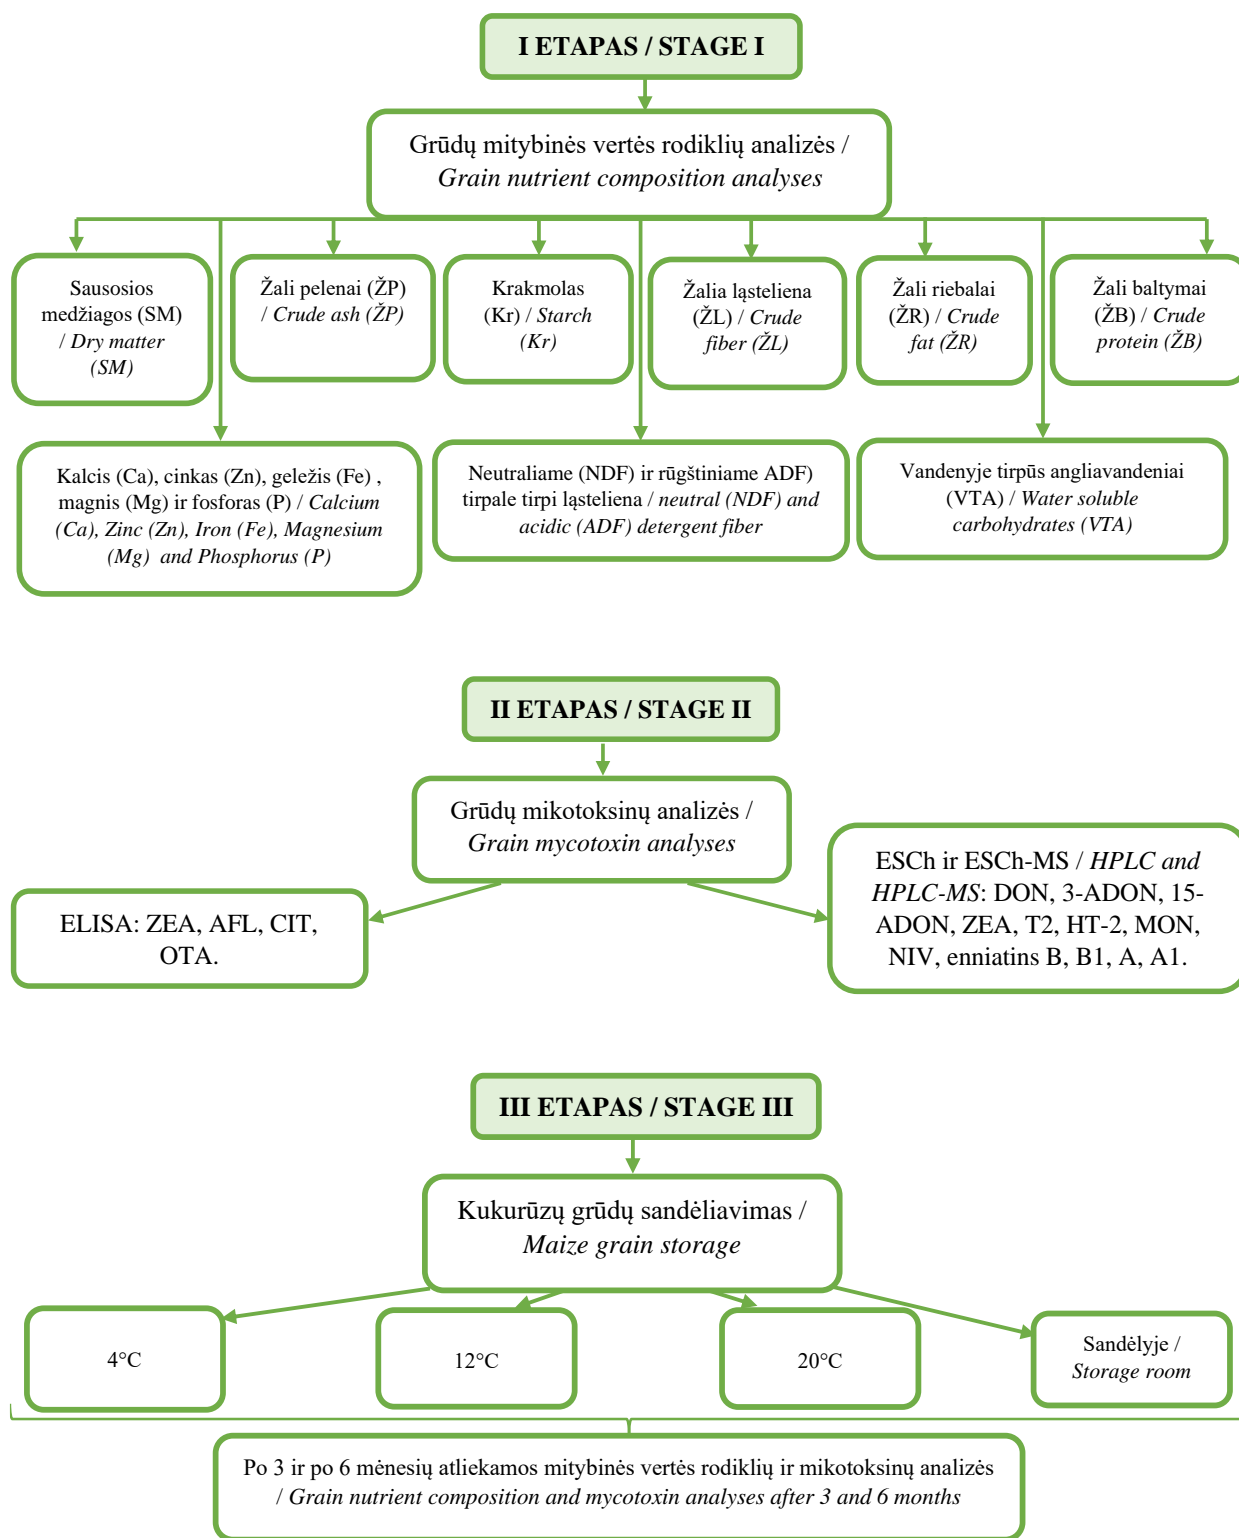 I ETAPAS / STAGE I
Grūdų mitybinės vertės rodiklių analizės /
Grain nutrient composition analyses
Sausosios
medžiagos (SM)
/ Dry matter
(SM)
Žali pelenai (ŽP)
/ Crude ash (ŽP)
Krakmolas
(Kr) / Starch
(Kr)
Žalia ląsteliena
(ŽL) / Crude
fiber (ŽL)
Žali riebalai
(ŽR) / Crude
fat (ŽR)
Žali baltymai
(ŽB) / Crude
protein (ŽB)
Kalcis (Ca), cinkas (Zn), geležis (Fe) ,
magnis (Mg) ir fosforas (P) / Calcium
(Ca), Zinc (Zn), Iron (Fe), Magnesium
(Mg) and Phosphorus (P)
Neutraliame (NDF) ir rūgštiniame ADF)
tirpale tirpi ląsteliena / neutral (NDF) and
acidic (ADF) detergent fiber
Vandenyje tirpūs angliavandeniai
(VTA) / Water soluble
carbohydrates (VTA)
II ETAPAS / STAGE II
Grūdų mikotoksinų analizės /
Grain mycotoxin analyses
ELISA: ZEA, AFL, CIT,
OTA.
ESCh ir ESCh-MS / HPLC and
HPLC-MS: DON, 3-ADON, 15-
ADON, ZEA, T2, HT-2, MON,
NIV, enniatins B, B1, A, A1.
III ETAPAS / STAGE III
Kukurūzų grūdų sandėliavimas /
Maize grain storage
4°C
12°C
20°C
Sandėlyje /
Storage room
Po 3 ir po 6 mėnesių atliekamos mitybinės vertės rodiklių ir mikotoksinų analizės
/ Grain nutrient composition and mycotoxin analyses after 3 and 6 months